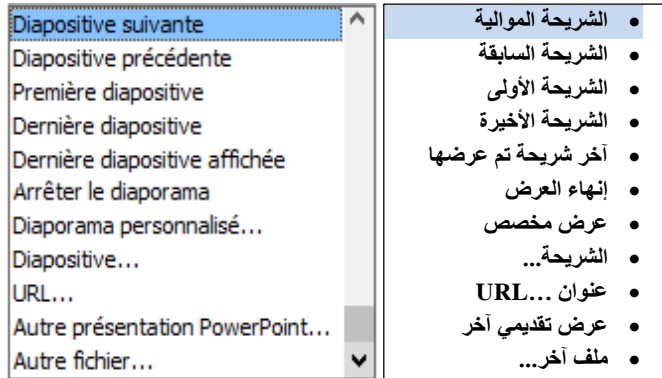 Diapositive suivante
Diapositive précédente
Première diapositive
Dernière diapositive
Dernière diapositive affichée
Arrêter le diaporama
Diaporama personnalisé...
Diapositive...
URL...
Autre présentation PowerPoint...
Autre fichier...
• الشريحة الموالية
• الشريحة السابقة
• الشريحة الأولى
• الشريحة الأخيرة
• آخر شريحة تم عرضها
• إنهاء العرض
• عرض مخصص
• الشريحة...
• عنوان URL…
• عرض تقديمي آخر
• ملف آخر...